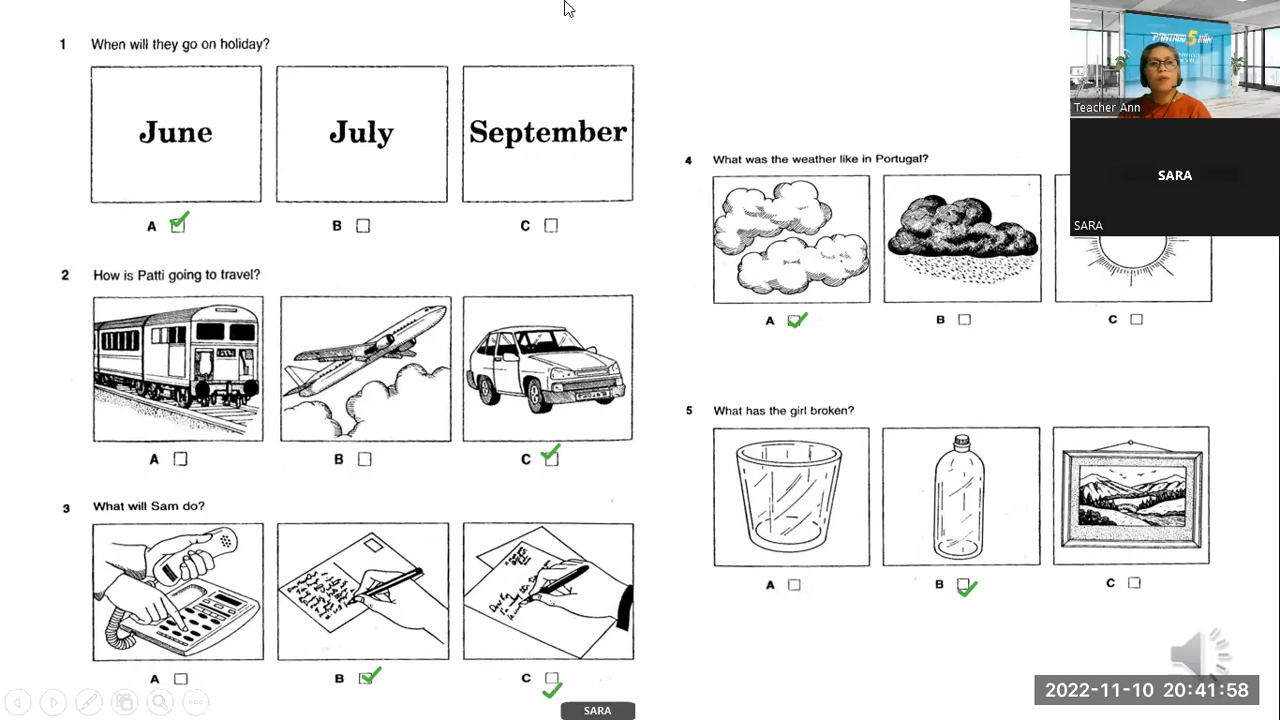 1 When will they go on holiday?
June
July
September
A
B
C
2 How is Patti going to travel?
A
B
C
3 What will Sam do?
A
B
C
4 What was the weather like in Portugal?
A
B
C
5 What has the girl broken?
A
B
C
Teacher Ann
SARA
SARA
SARA
2022-11-10 20:41:58